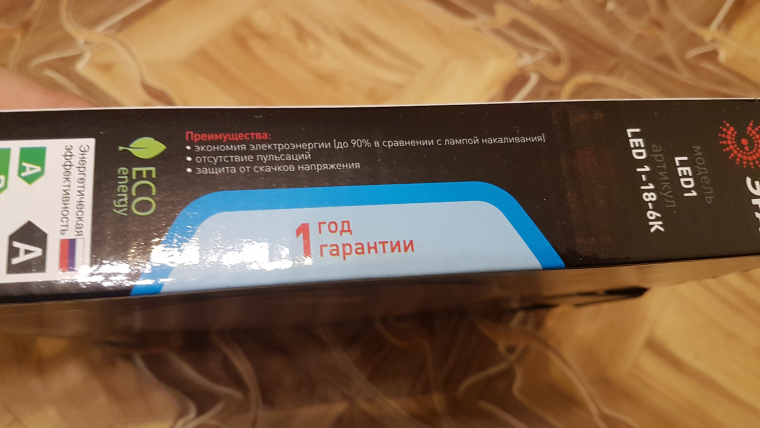 Преимущества:
• экономия электроэнергии (до 90% в сравнении с лампой накаливания)
• отсутствие пульсаций
• защита от скачков напряжения
1 год
гарантии
ECO
energy
Энергетическая
эффективность
A
A
модель
LED1
артикул
LED 1-18-6K